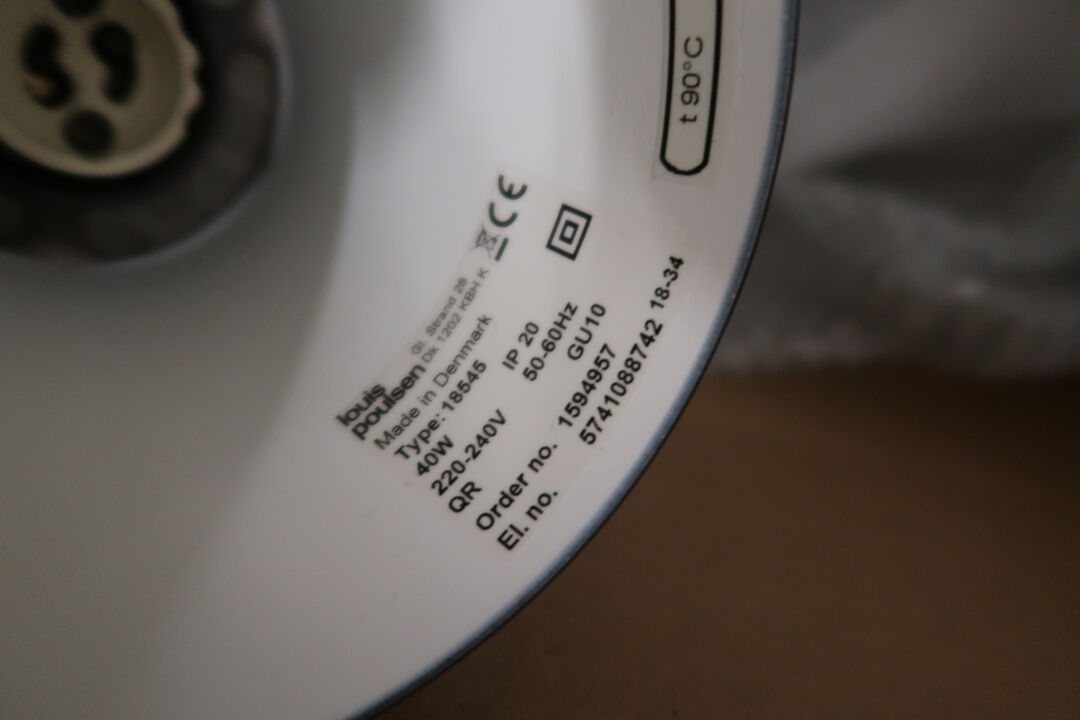 t 90°C
CE
louis
poulsen
Gl. Strand 28
Dk 1202 KBH K
Made in Denmark
Type: 18545 IP 20
40W 50-60Hz
220-240V GU10
QR
Order no. 1594957
El. no. 5741088742 18-34